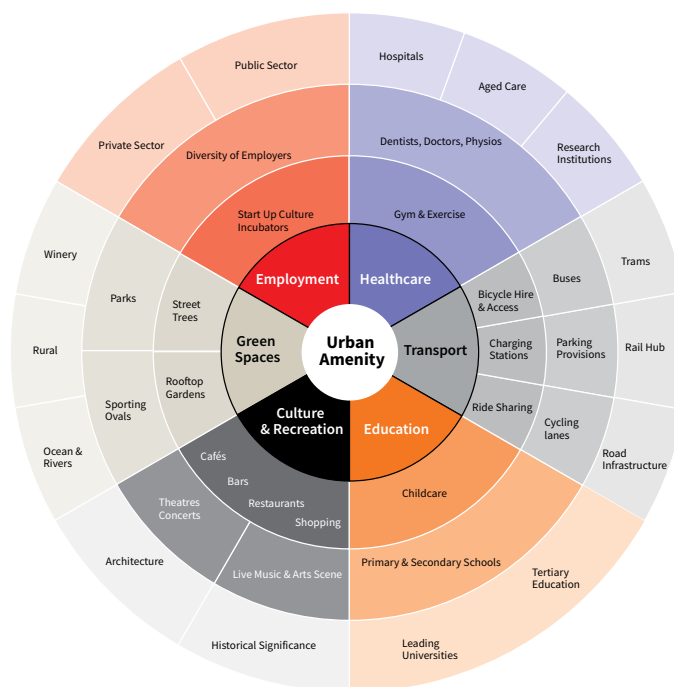 Urban
Amenity
Healthcare
Gym & Exercise
Dentists, Doctors, Physios
Hospitals
Aged Care
Research
Institutions
Transport
Bicycle Hire
& Access
Charging
Stations
Ride Sharing
Buses
Parking
Provisions
Cycling
lanes
Trams
Rail Hub
Road
Infrastructure
Education
Childcare
Primary & Secondary Schools
Tertiary
Education
Leading
Universities
Culture
& Recreation
Cafés
Bars
Restaurants
Shopping
Theatres
Concerts
Live Music & Arts Scene
Architecture
Historical Significance
Green
Spaces
Street
Trees
Rooftop
Gardens
Parks
Sporting
Ovals
Winery
Rural
Ocean &
Rivers
Employment
Start Up Culture
Incubators
Diversity of Employers
Private Sector
Public Sector